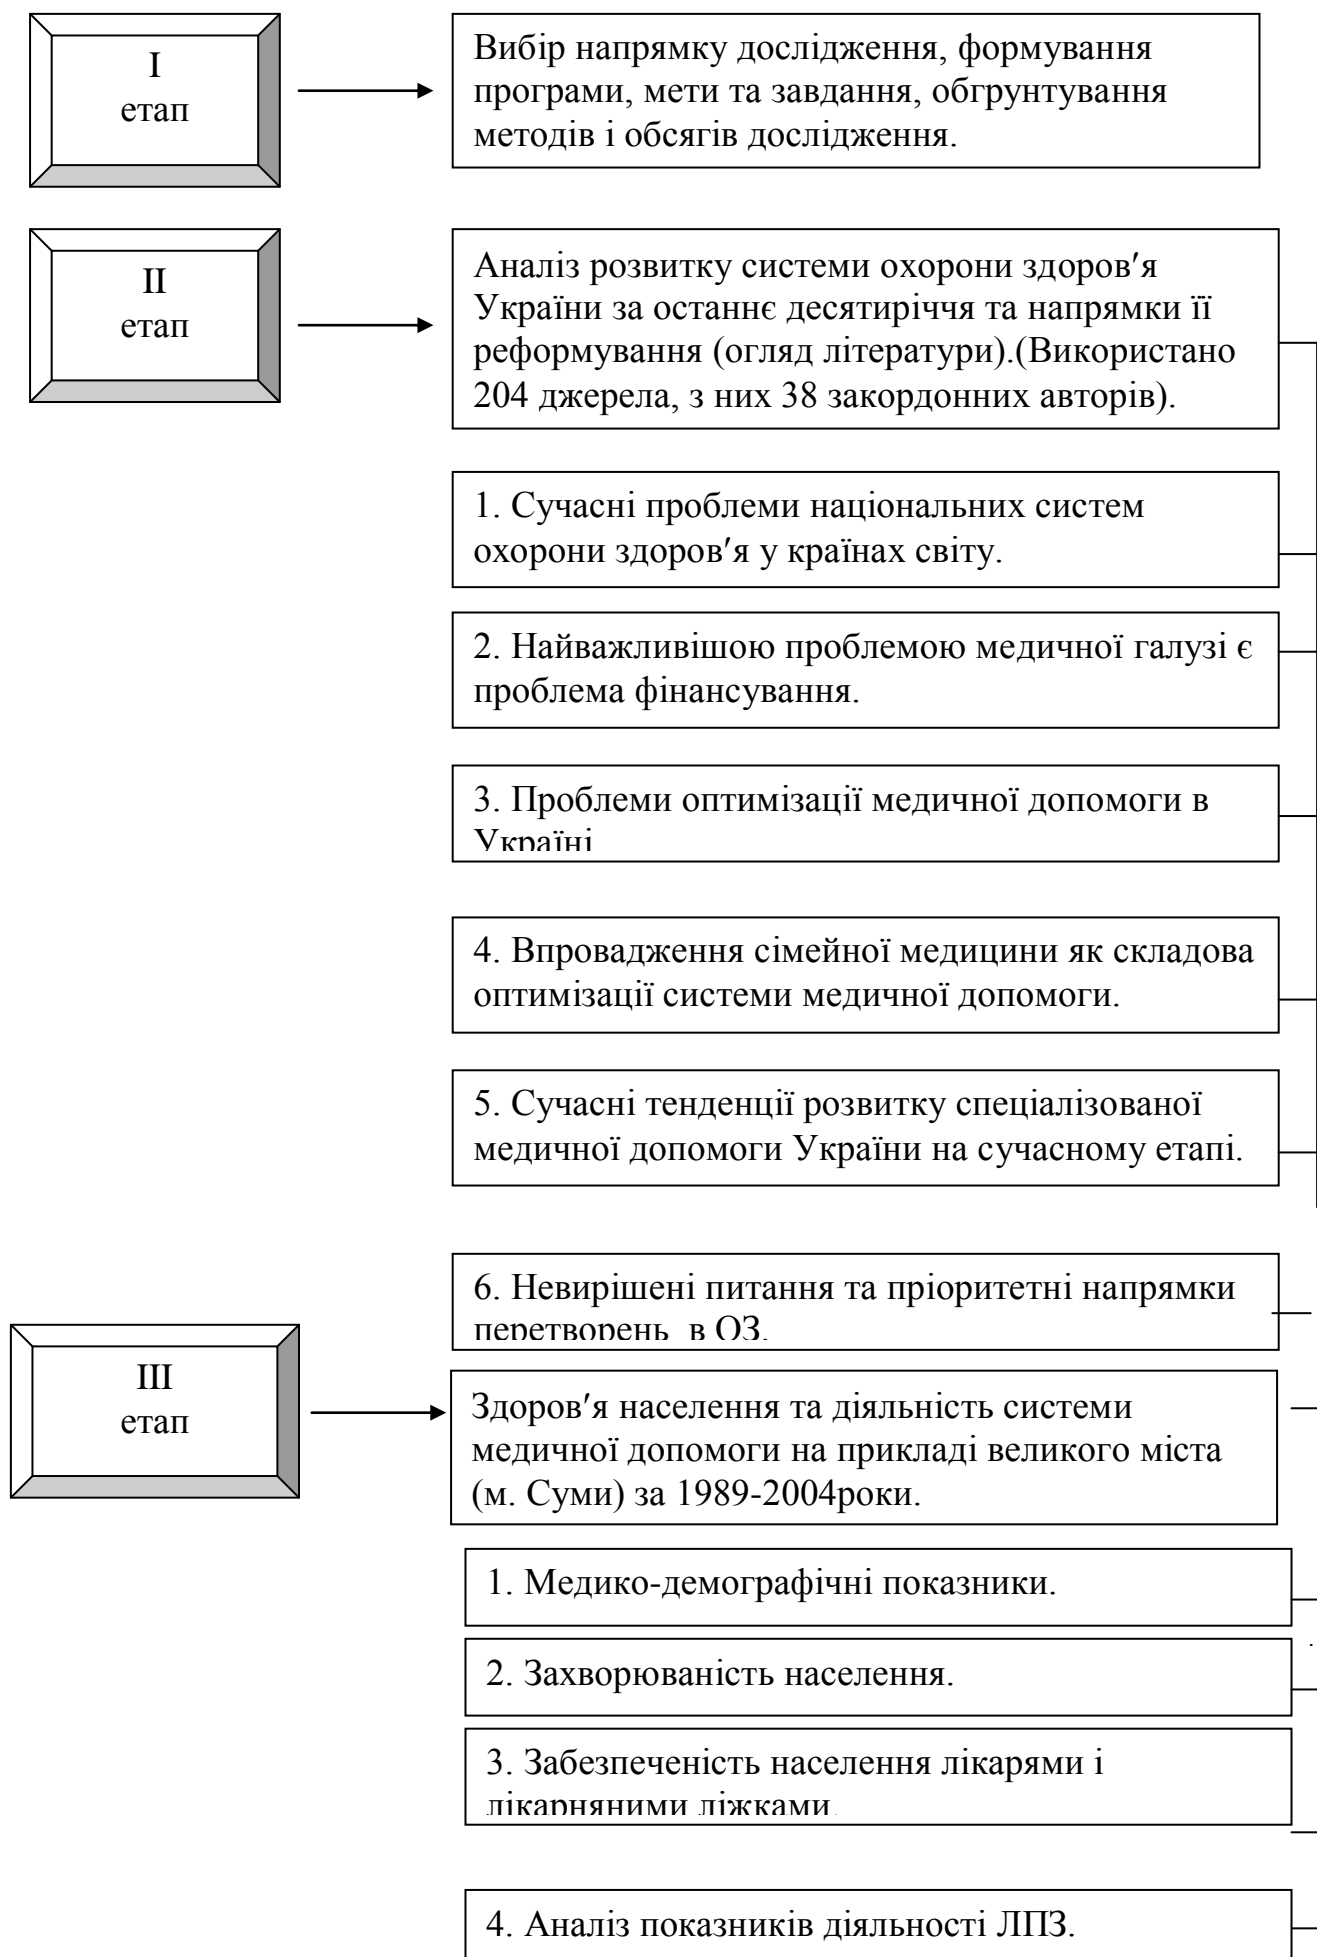 I
етап
Вибір напрямку дослідження, формування
програми, мети та завдання, обгрунтування
методів і обсягів дослідження.
II
етап
Аналіз розвитку системи охорони здоров′я
України за останнє десятиріччя та напрямки її
реформування (огляд літератури).(Використано
204 джерела, з них 38 закордонних авторів).
1. Сучасні проблеми національних систем
охорони здоров′я у країнах світу.
2. Найважливішою проблемою медичної галузі є
проблема фінансування.
3. Проблеми оптимізації медичної допомоги в
Україні
4. Впровадження сімейної медицини як складова
оптимізації системи медичної допомоги.
5. Сучасні тенденції розвитку спеціалізованої
медичної допомоги України на сучасному етапі.
6. Невирішені питання та пріоритетні напрямки
перетворень в ОЗ.
III
етап
Здоров′я населення та діяльність системи
медичної допомоги на прикладі великого міста
(м. Суми) за 1989-2004роки.
1. Медико-демографічні показники.
2. Захворюваність населення.
3. Забезпеченість населення лікарями і
лікарняними ліжками.
4. Аналіз показників діяльності ЛПЗ.